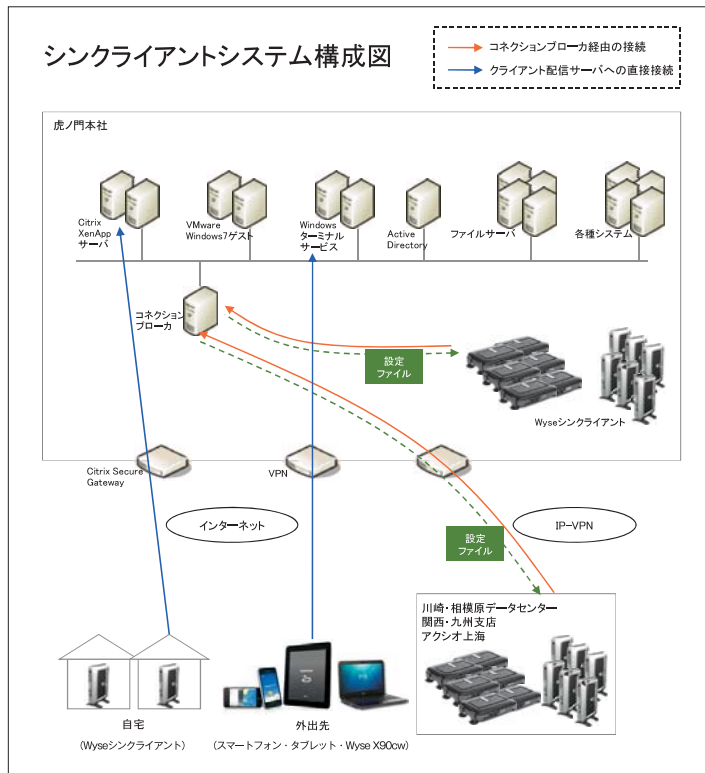 シンクライアントシステム構成図
コネクションブローカ経由の接続
クライアント配信サーバへの直接接続
虎ノ門本社
Citrix
XenApp
サーバ
VMware
Windows7ゲスト
Windows
ターミナル
サービス
Active
Directory
ファイルサーバ
各種システム
コネクション
ブローカ
設定
ファイル
Wyseシンクライアント
Citrix Secure
Gateway
VPN
インターネット
IP-VPN
設定
ファイル
川崎・相模原データセンター
関西・九州支店
アクシオ上海
自宅
(Wyseシンクライアント)
外出先
(スマートフォン・タブレット・Wyse X90cw)